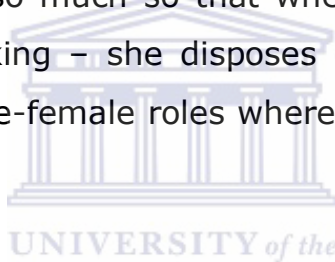 so much so that whe
king – she disposes
e-female roles where
UNIVERSITY of the